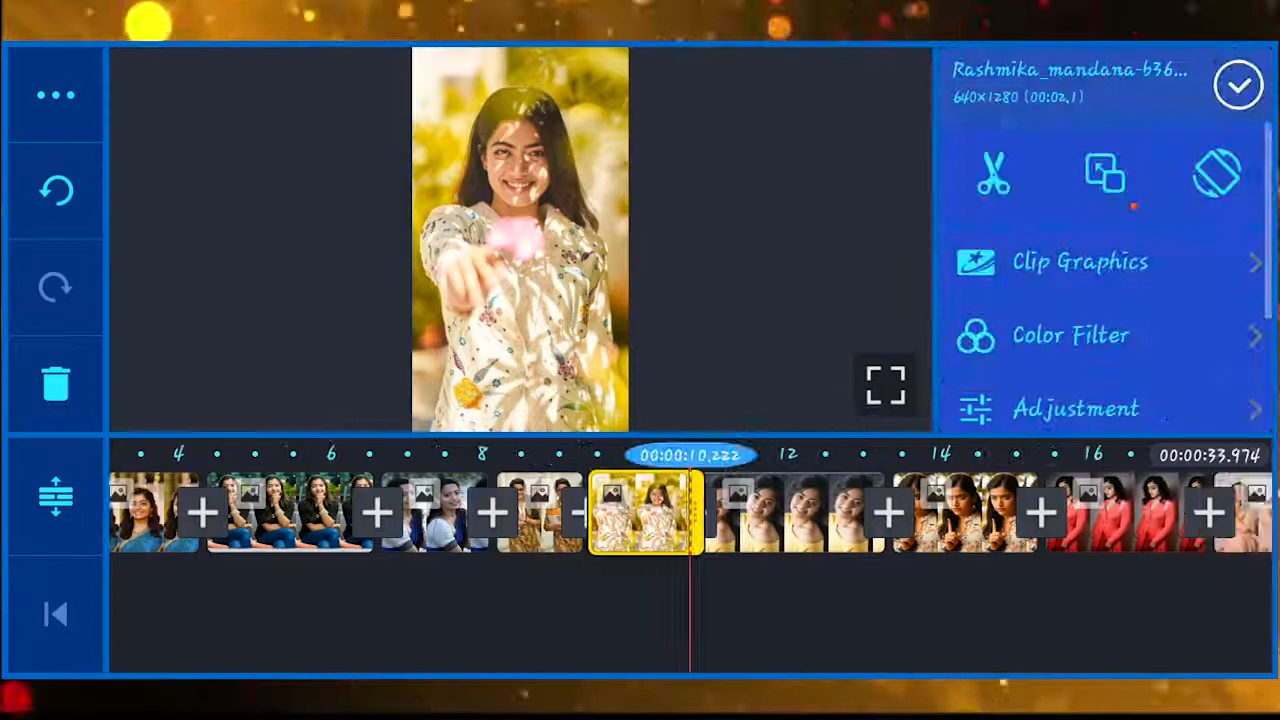 Rashmika_mandana-b36...
640×1280 (00:02.1)
Clip Graphics
Color Filter
Adjustment
4 6 8 00:00:10.222 12 14 16 00:00:33.974